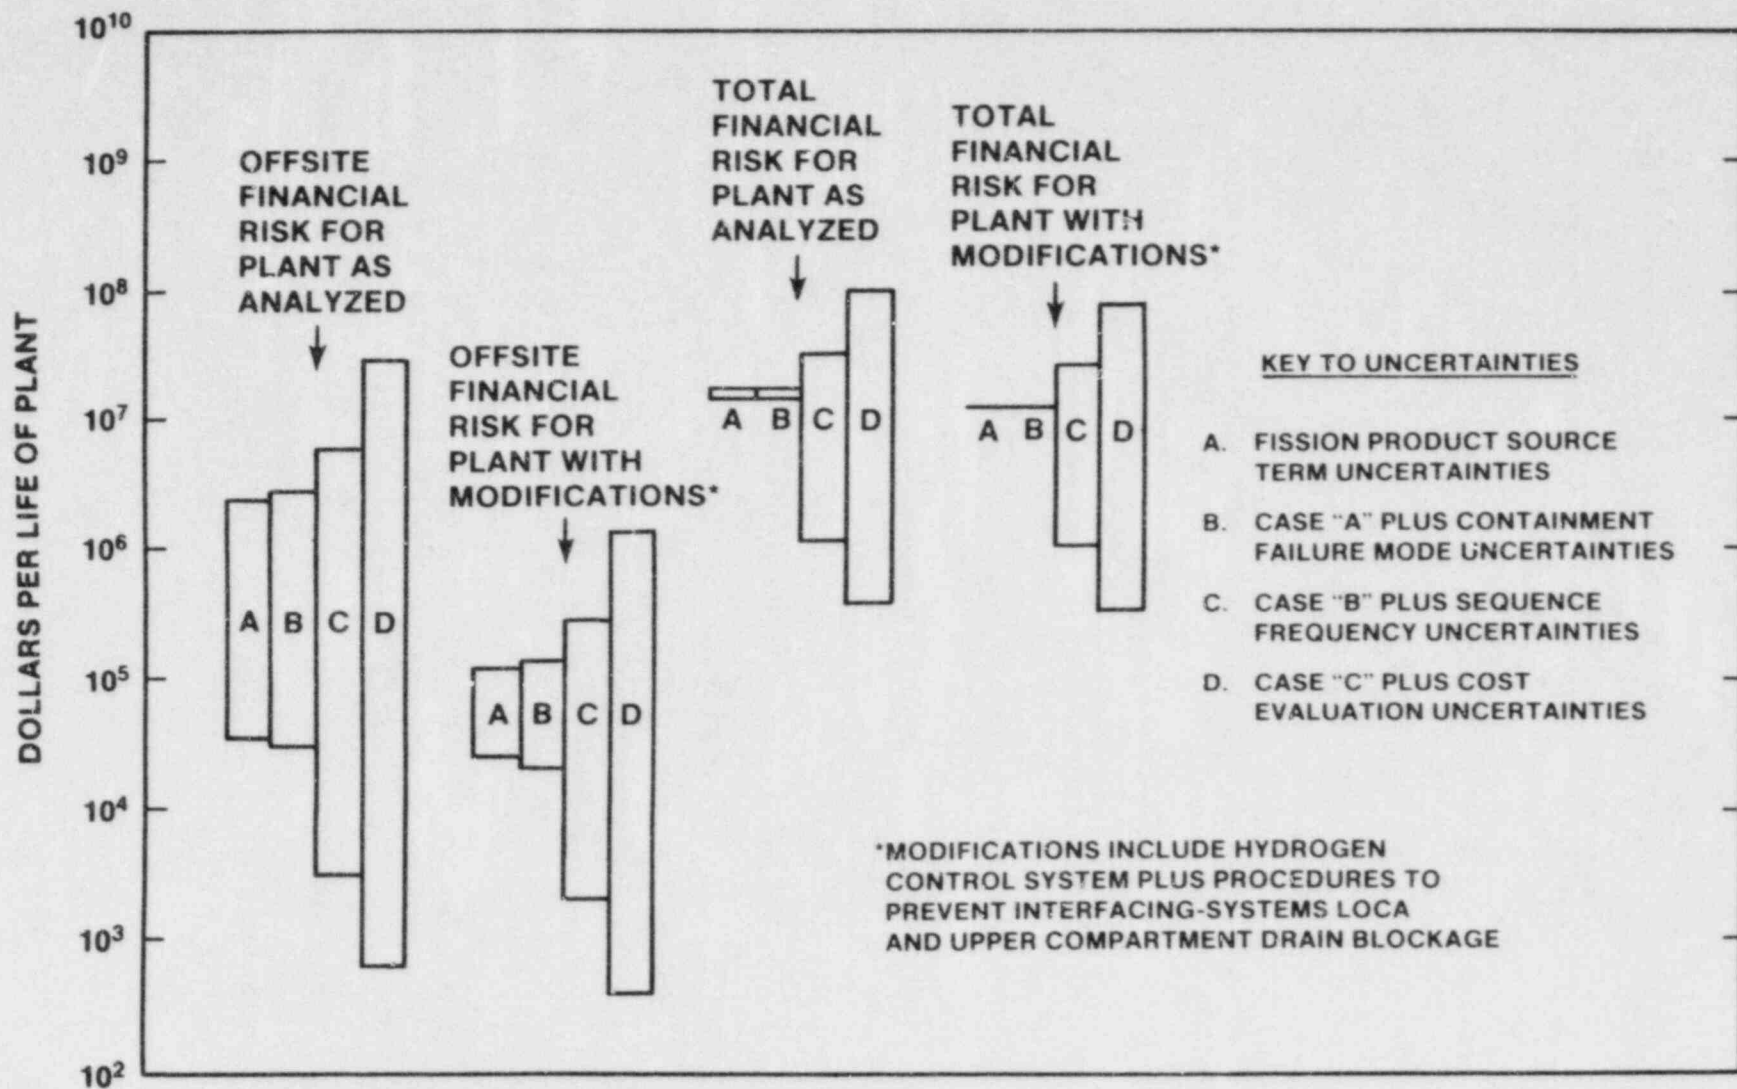 DOLLARS PER LIFE OF PLANT
10¹⁰
10⁹
10⁸
10⁷
10⁶
10⁵
10⁴
10³
10²
OFFSITE
FINANCIAL
RISK FOR
PLANT AS
ANALYZED
A B C D
OFFSITE
FINANCIAL
RISK FOR
PLANT WITH
MODIFICATIONS*
A B C D
TOTAL
FINANCIAL
RISK FOR
PLANT AS
ANALYZED
A B C D
TOTAL
FINANCIAL
RISK FOR
PLANT WITH
MODIFICATIONS*
A B C D
KEY TO UNCERTAINTIES
A. FISSION PRODUCT SOURCE
TERM UNCERTAINTIES
B. CASE "A" PLUS CONTAINMENT
FAILURE MODE UNCERTAINTIES
C. CASE "B" PLUS SEQUENCE
FREQUENCY UNCERTAINTIES
D. CASE "C" PLUS COST
EVALUATION UNCERTAINTIES
*MODIFICATIONS INCLUDE HYDROGEN
CONTROL SYSTEM PLUS PROCEDURES TO
PREVENT INTERFACING-SYSTEMS LOCA
AND UPPER COMPARTMENT DRAIN BLOCKAGE